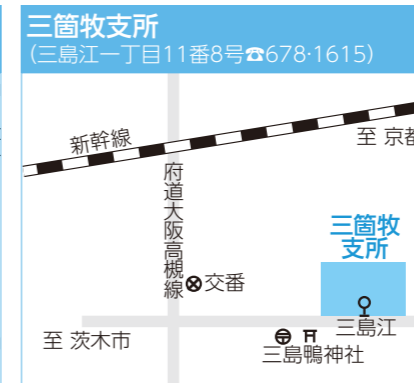 三箇牧支所
(三島江一丁目11番8号☎678·1615)
新幹線
至 京都
府道大阪高槻線
三箇牧
支所
交番
三島江
至 茨木市
三島鴨神社